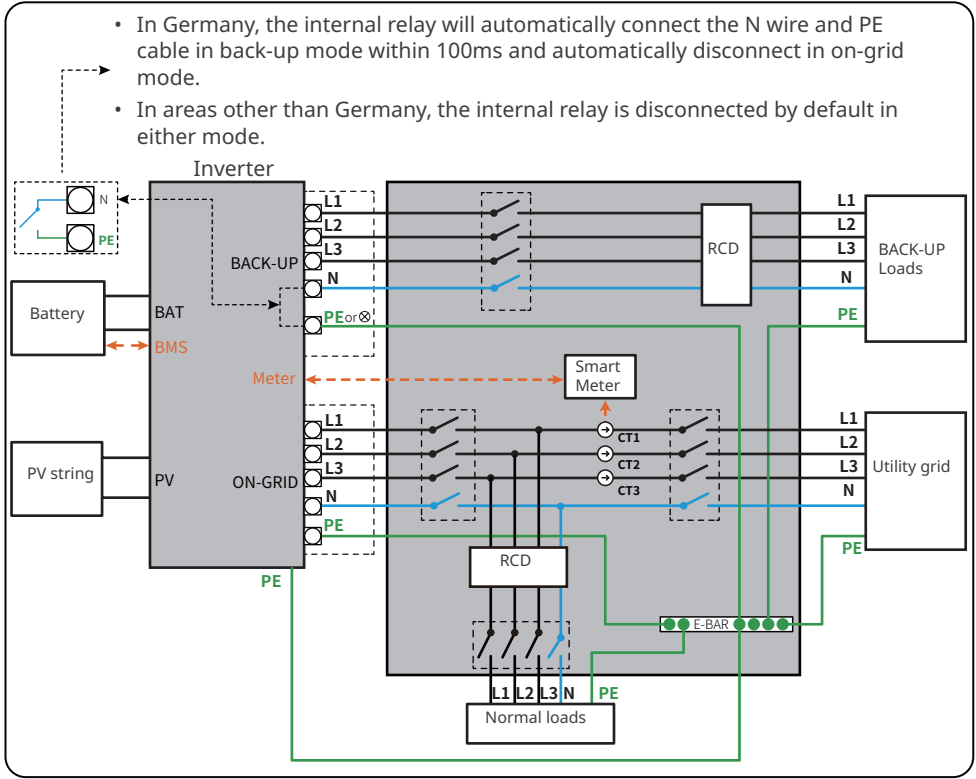 • In Germany, the internal relay will automatically connect the N wire and PE
cable in back-up mode within 100ms and automatically disconnect in on-grid
mode.
• In areas other than Germany, the internal relay is disconnected by default in
either mode.
Inverter
N
PE
L1
L2
L3
N
PE or ⊗
BACK-UP
RCD
L1
L2
L3
N
PE
BACK-UP
Loads
Battery
BAT
BMS
Meter
Smart
Meter
PV string
PV
ON-GRID
L1
L2
L3
N
PE
CT1
CT2
CT3
L1
L2
L3
N
PE
Utility grid
RCD
PE
E-BAR
L1 L2 L3 N PE
Normal loads